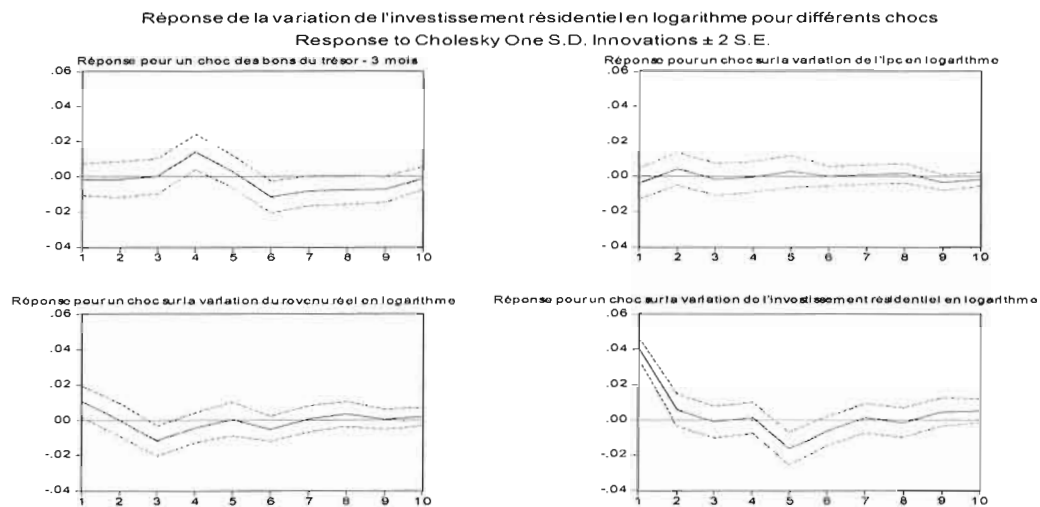 Réponse de la variation de l'investissement résidentiel en logarithme pour différents chocs
Response to Cholesky One S.D. Innovations ± 2 S.E.
Réponse pour un choc des bons du trésor - 3 mois
.06
.04
.02
.00
-.02
-.04
1 2 3 4 5 6 7 8 9 10
Réponse pour un choc sur la variation de l'Ipc en logarithme
.06
.04
.02
.00
-.02
-.04
1 2 3 4 5 6 7 8 9 10
Réponse pour un choc sur la variation du revenu réel en logarithme
.06
.04
.02
.00
-.02
-.04
1 2 3 4 5 6 7 8 9 10
Réponse pour un choc sur la variation de l'investissement résidentiel en logarithme
.06
.04
.02
.00
-.02
-.04
1 2 3 4 5 6 7 8 9 10